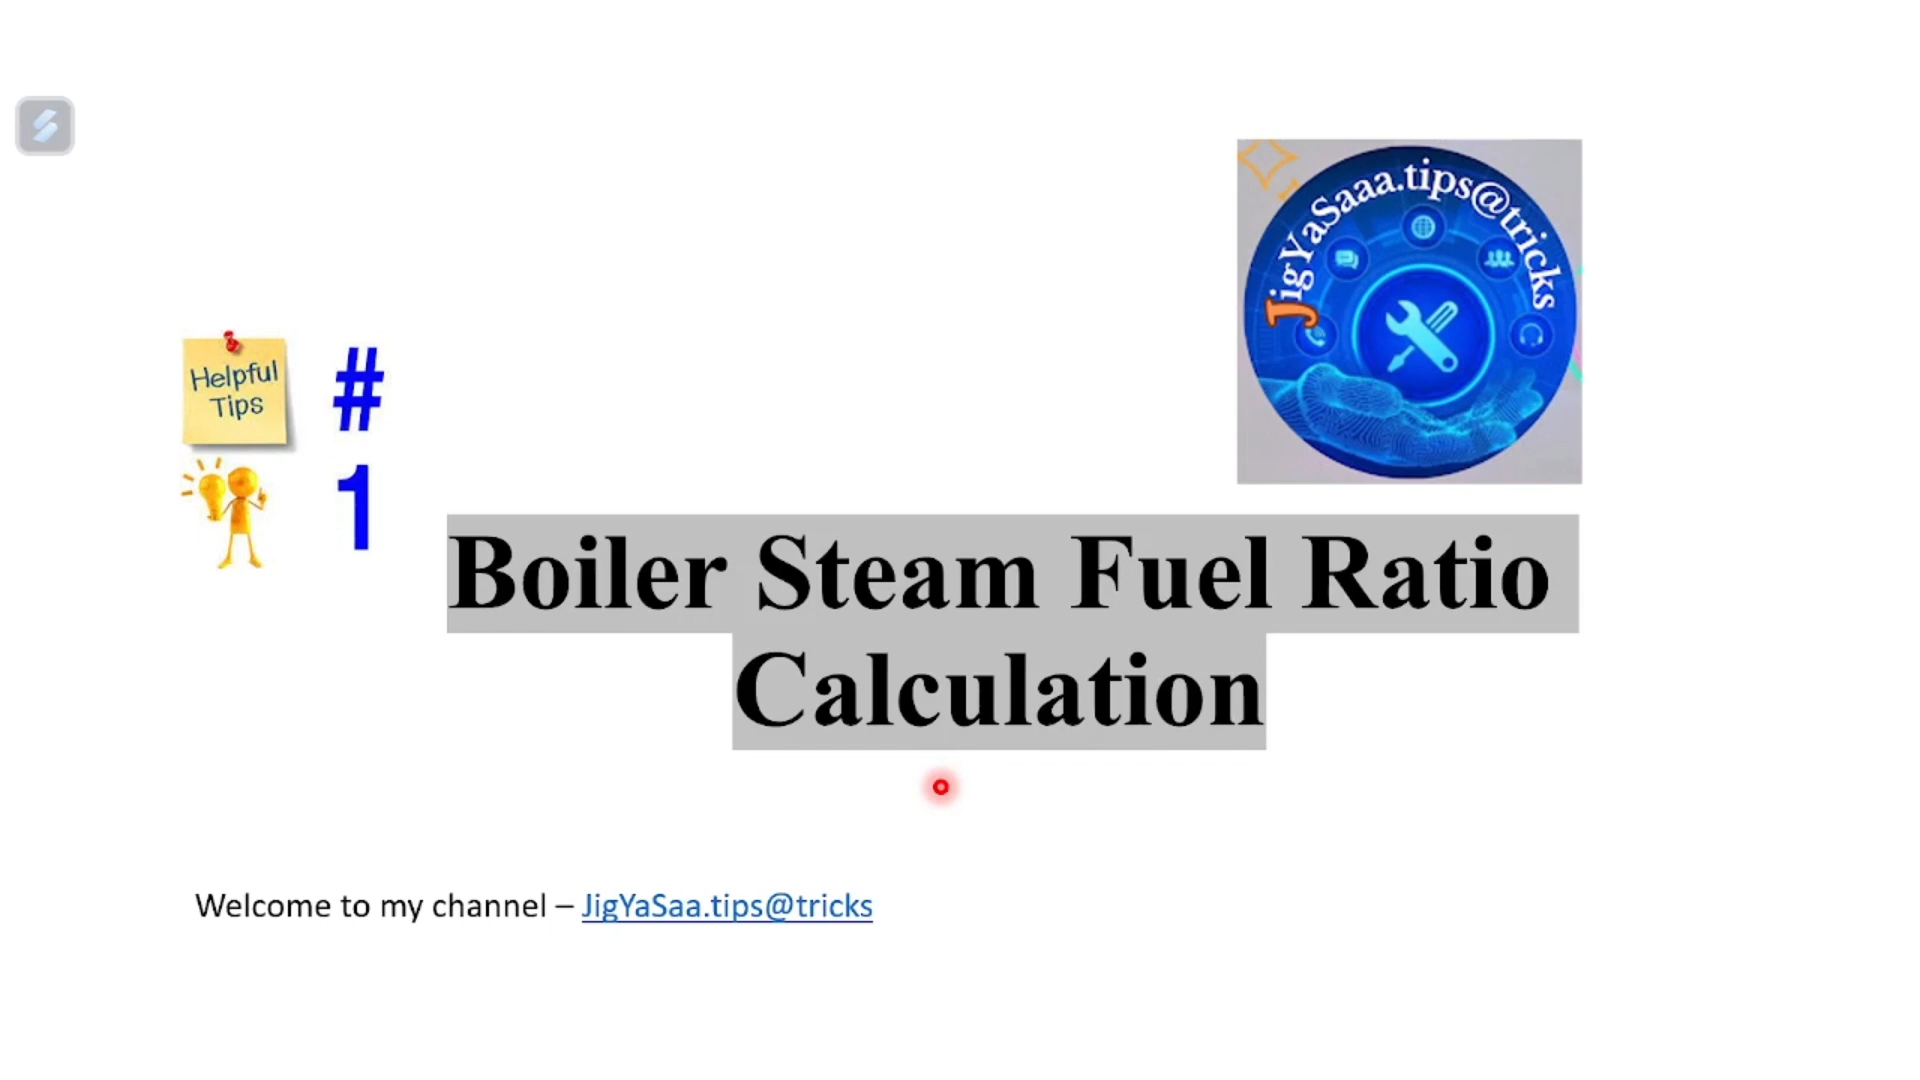 JigYaSaaa.tips@tricks
Helpful
Tips
#
1
Boiler Steam Fuel Ratio
Calculation
Welcome to my channel – JigYaSaa.tips@tricks